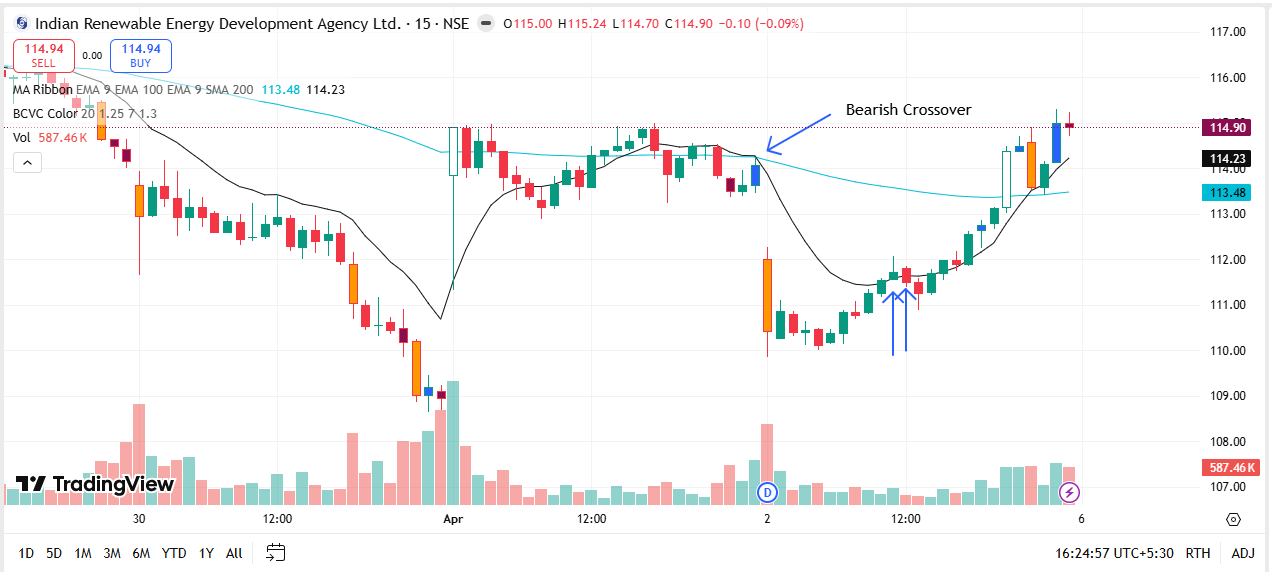 Indian Renewable Energy Development Agency Ltd. · 15 · NSE O115.00 H115.24 L114.70 C114.90 −0.10 (−0.09%)
114.94 SELL 0.00 114.94 BUY
MA Ribbon EMA 9 EMA 100 EMA 9 SMA 200 113.48 114.23
BCVC Color 20 1.25 7 1.3
Vol 587.46K
Bearish Crossover
117.00
116.00
114.90
114.23
114.00
113.48
113.00
112.00
111.00
110.00
109.00
108.00
587.46K
107.00
TradingView
D
30 12:00 Apr 12:00 2 12:00 6
1D 5D 1M 3M 6M YTD 1Y All 16:24:57 UTC+5:30 RTH ADJ